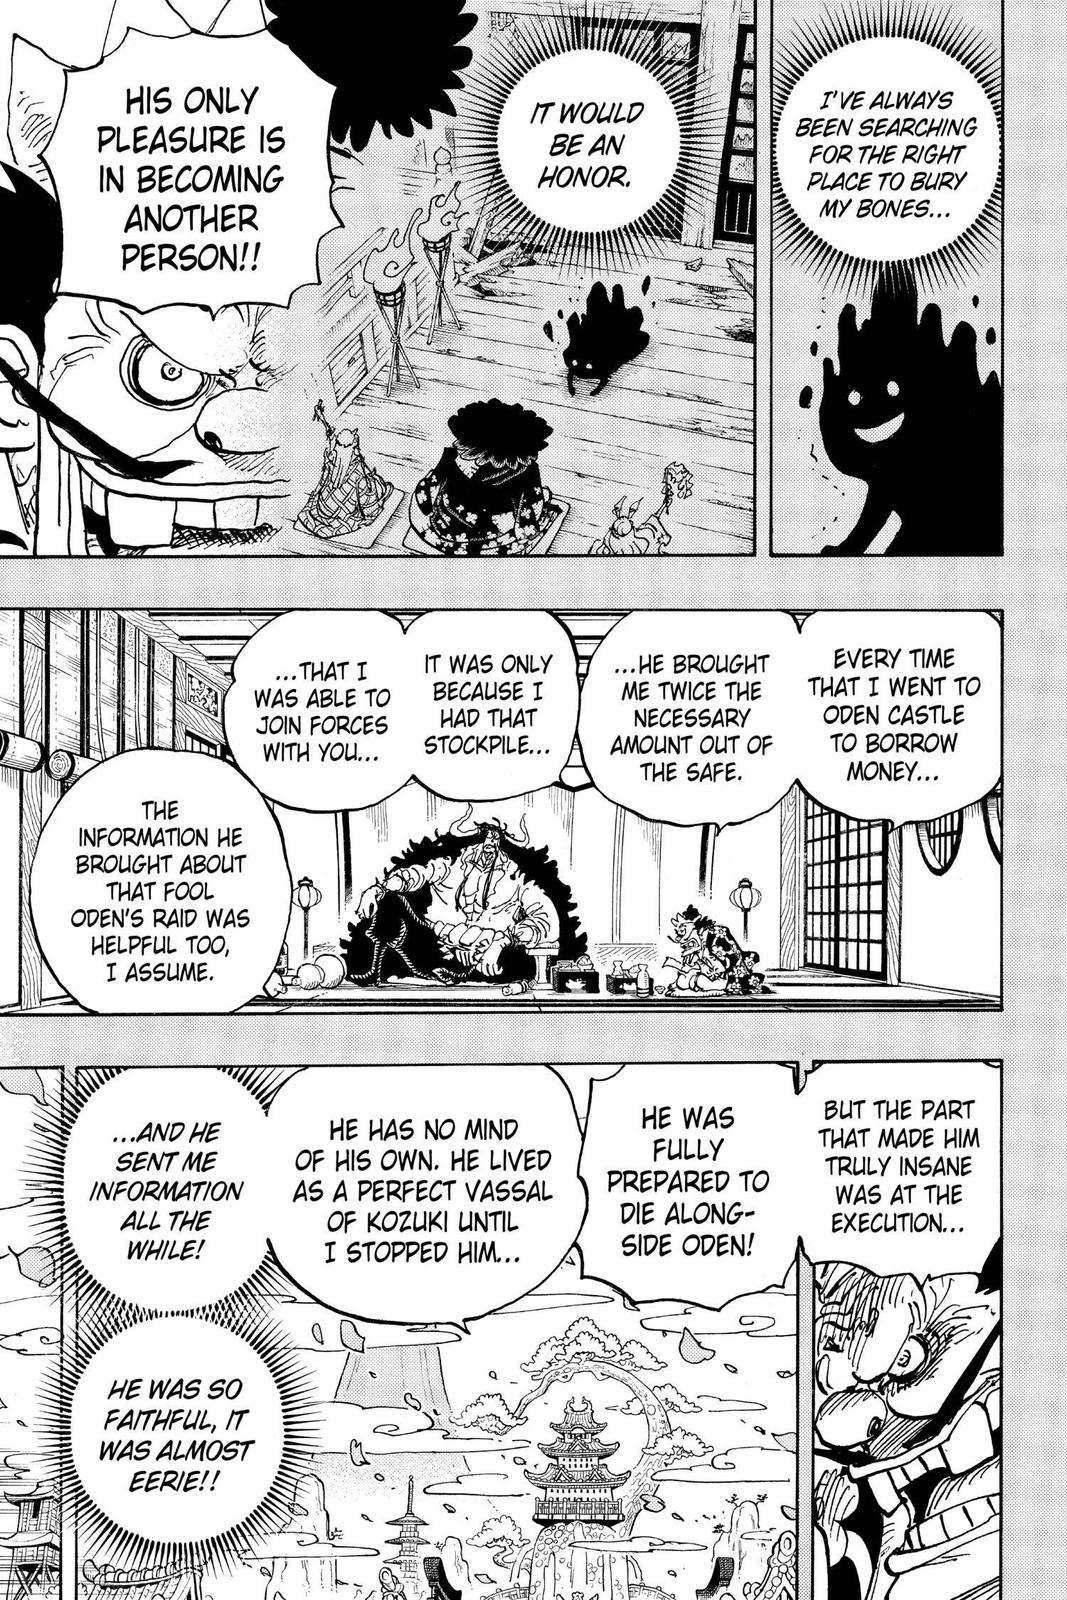 I'VE ALWAYS
BEEN SEARCHING
FOR THE RIGHT
PLACE TO BURY
MY BONES...
IT WOULD
BE AN
HONOR.
HIS ONLY
PLEASURE IS
IN BECOMING
ANOTHER
PERSON!!
EVERY TIME
THAT I WENT TO
ODEN CASTLE
TO BORROW
MONEY...
...HE BROUGHT
ME TWICE THE
NECESSARY
AMOUNT OUT OF
THE SAFE.
IT WAS ONLY
BECAUSE I
HAD THAT
STOCKPILE...
...THAT I
WAS ABLE TO
JOIN FORCES
WITH YOU...
THE
INFORMATION HE
BROUGHT ABOUT
THAT FOOL
ODEN'S RAID WAS
HELPFUL TOO,
I ASSUME.
BUT THE PART
THAT MADE HIM
TRULY INSANE
WAS AT THE
EXECUTION...
HE WAS
FULLY
PREPARED TO
DIE ALONG-
SIDE ODEN!
HE HAS NO MIND
OF HIS OWN. HE LIVED
AS A PERFECT VASSAL
OF KOZUKI UNTIL
I STOPPED HIM...
...AND HE
SENT ME
INFORMATION
ALL THE
WHILE!
HE WAS SO
FAITHFUL, IT
WAS ALMOST
EERIE!!